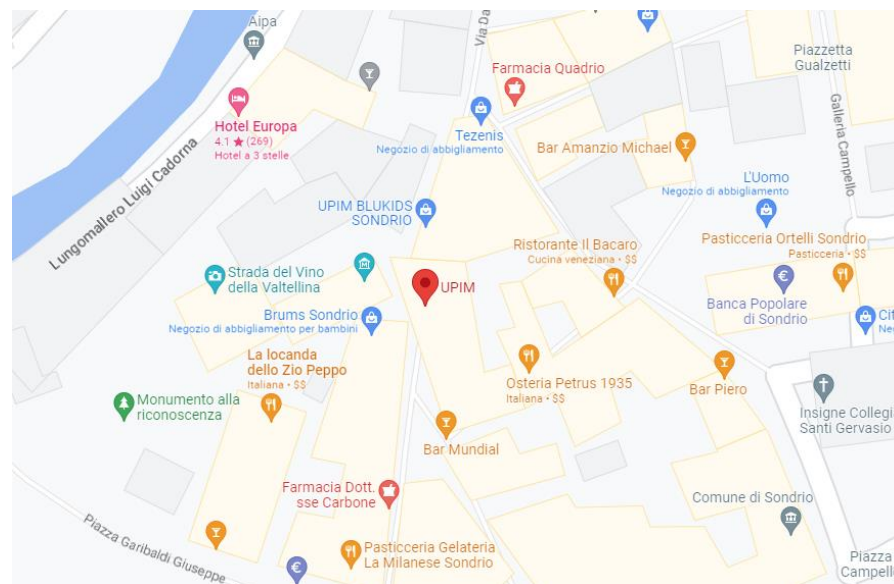 Aipa
Via Da
Piazzetta
Gualzetti
Farmacia Quadrio
Hotel Europa
4.1 ★ (269)
Hotel a 3 stelle
Tezenis
Negozio di abbigliamento
Bar Amanzio Michael
Galleria Campello
Lungomallero Luigi Cadorna
L'Uomo
Negozio di abbigliamento
UPIM BLUKIDS
SONDRIO
Ristorante Il Bacaro
Cucina veneziana • $$
Pasticceria Ortelli Sondrio
Pasticceria • $$
Strada del Vino
della Valtellina
UPIM
Banca Popolare
di Sondrio
Brums Sondrio
Negozio di abbigliamento per bambini
Cit
Neg
La locanda
dello Zio Peppo
Italiana • $$
Osteria Petrus 1935
Italiana • $$
Bar Piero
Monumento alla
riconoscenza
Insigne Collegi
Santi Gervasio
Bar Mundial
Farmacia Dott.
sse Carbone
Comune di Sondrio
Piazza Garibaldi Giuseppe
Pasticceria Gelateria
La Milanese Sondrio
Piazza
Campell